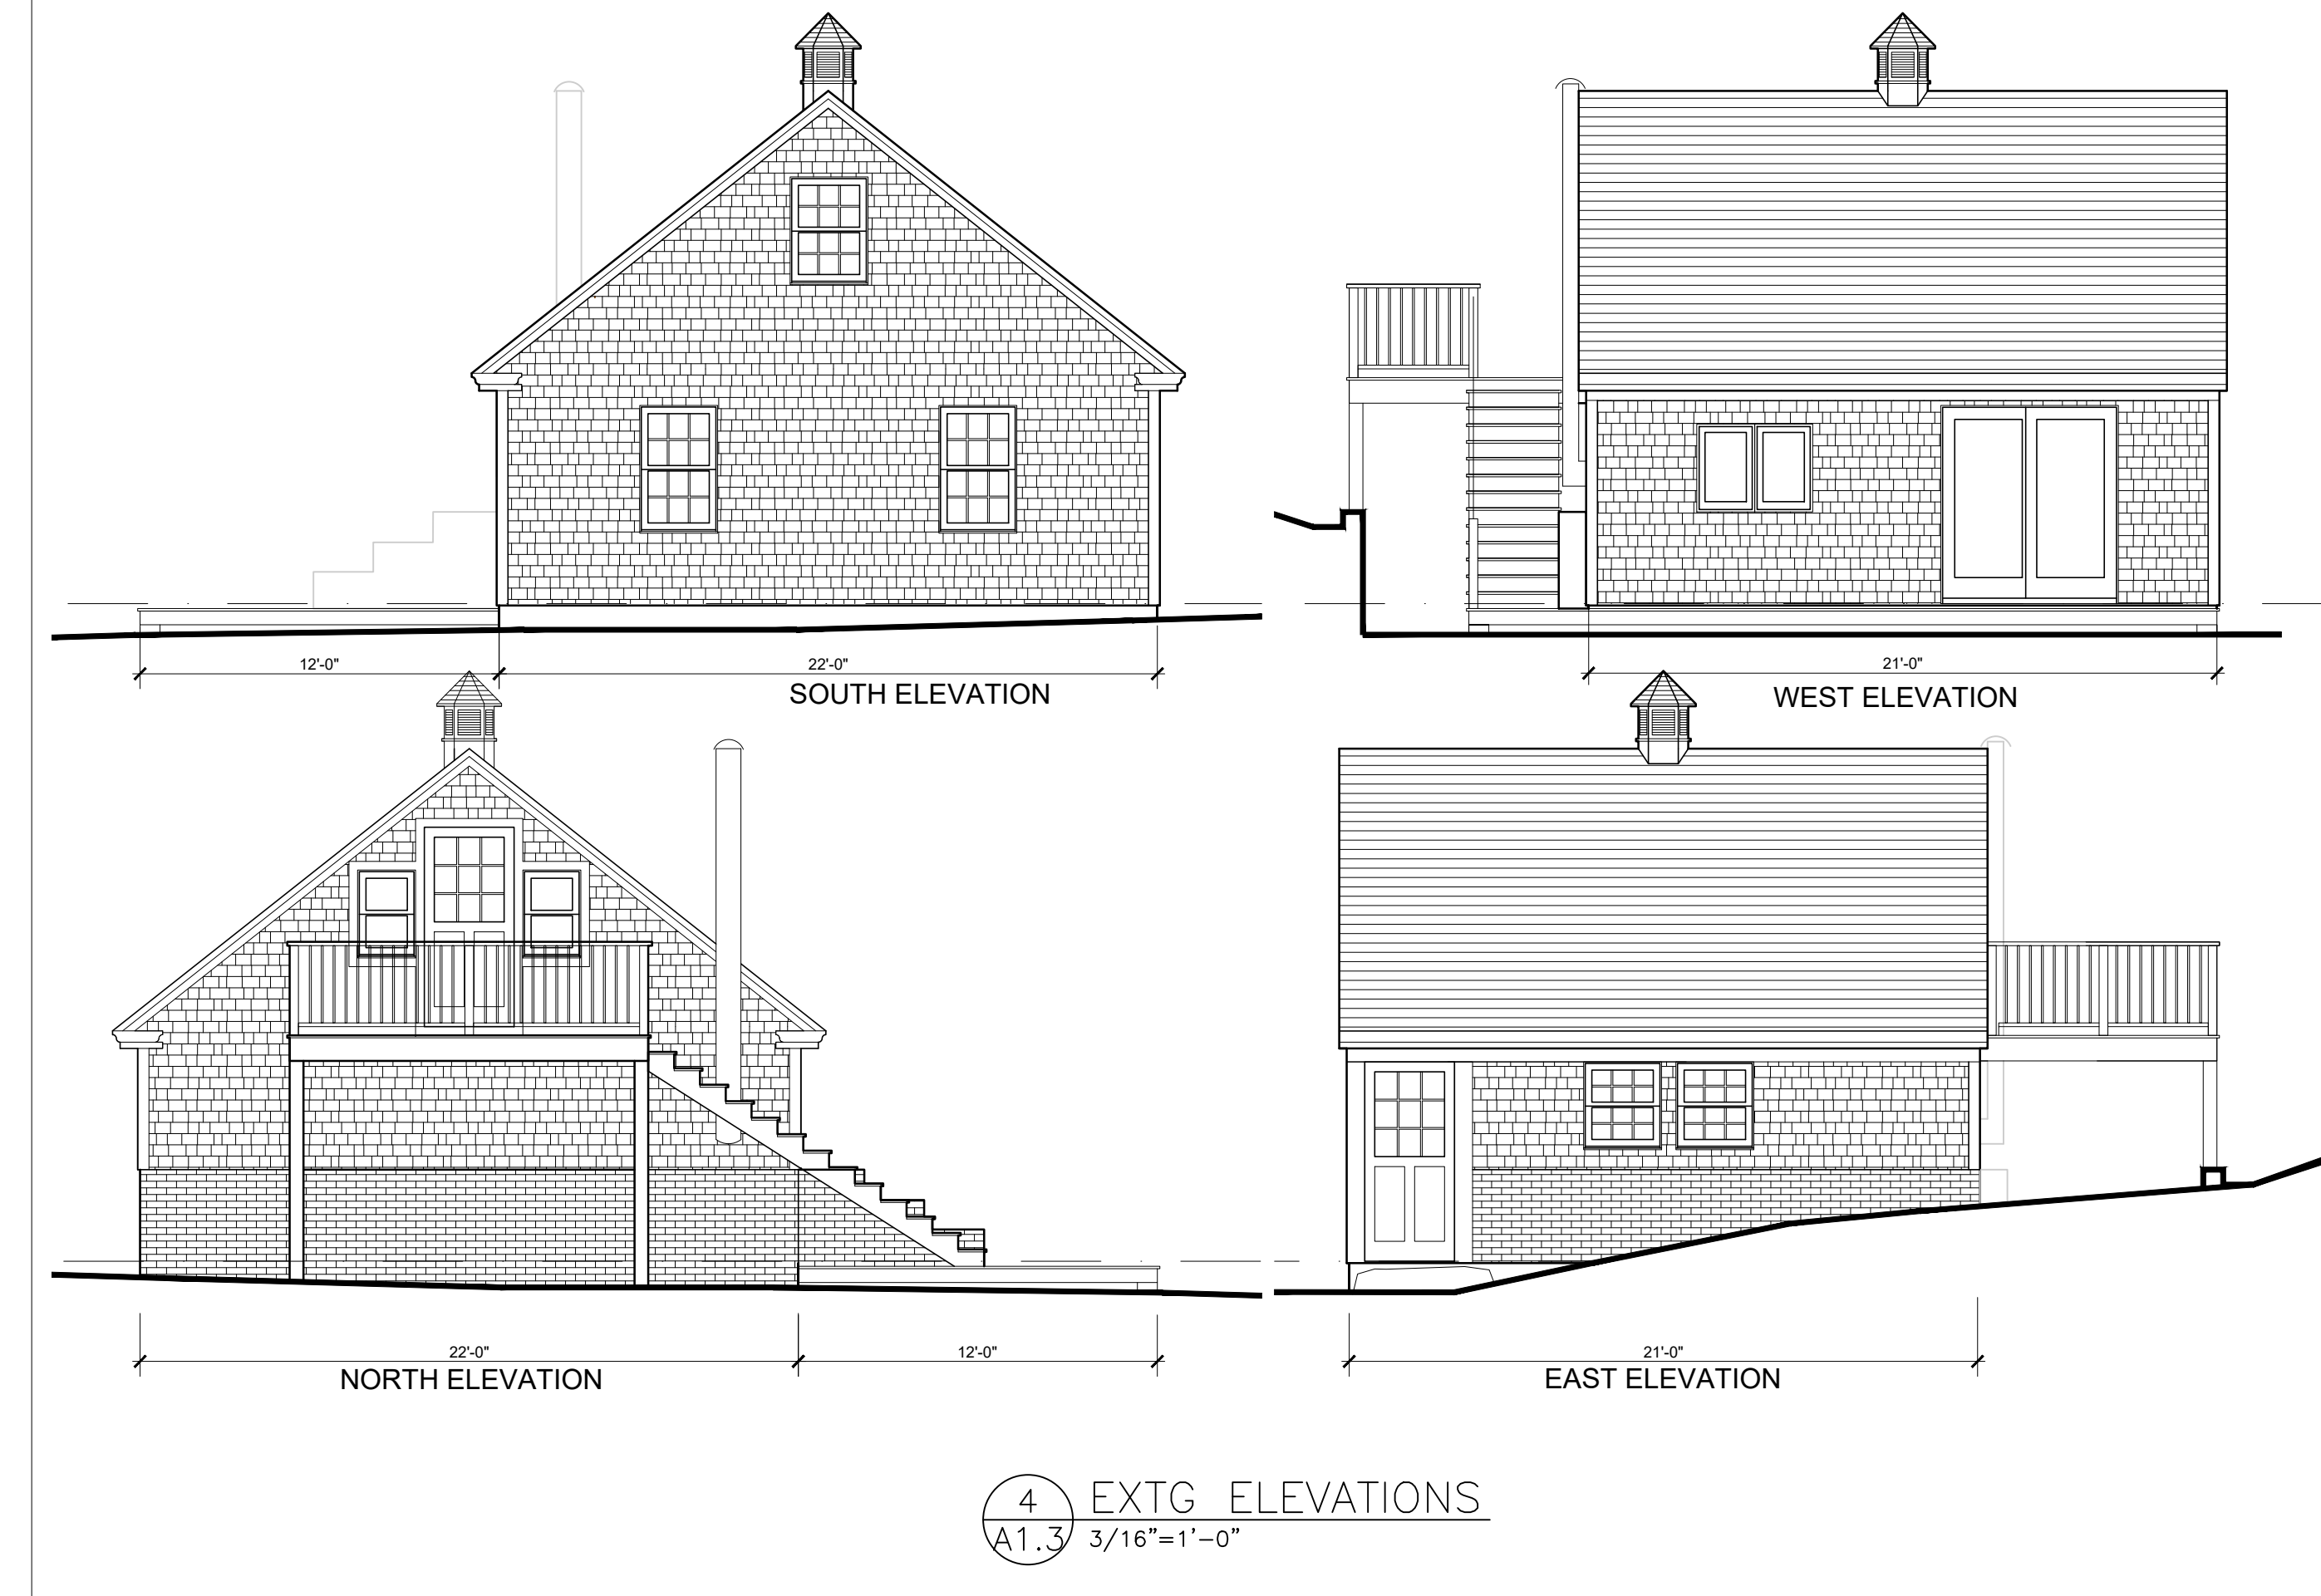 12'-0"
22'-0"
SOUTH ELEVATION
21'-0"
WEST ELEVATION
22'-0"
12'-0"
NORTH ELEVATION
21'-0"
EAST ELEVATION
4
A1.3
EXTG ELEVATIONS
3/16"=1'-0"